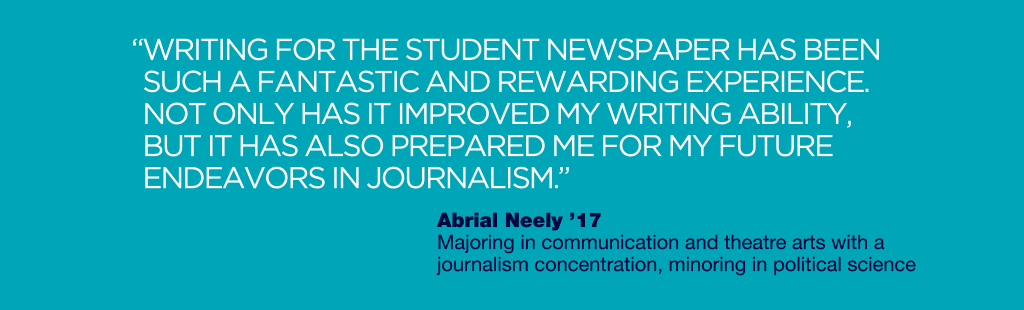 “WRITING FOR THE STUDENT NEWSPAPER HAS BEEN
SUCH A FANTASTIC AND REWARDING EXPERIENCE.
NOT ONLY HAS IT IMPROVED MY WRITING ABILITY,
BUT IT HAS ALSO PREPARED ME FOR MY FUTURE
ENDEAVORS IN JOURNALISM.”
Abrial Neely ’17
Majoring in communication and theatre arts with a
journalism concentration, minoring in political science